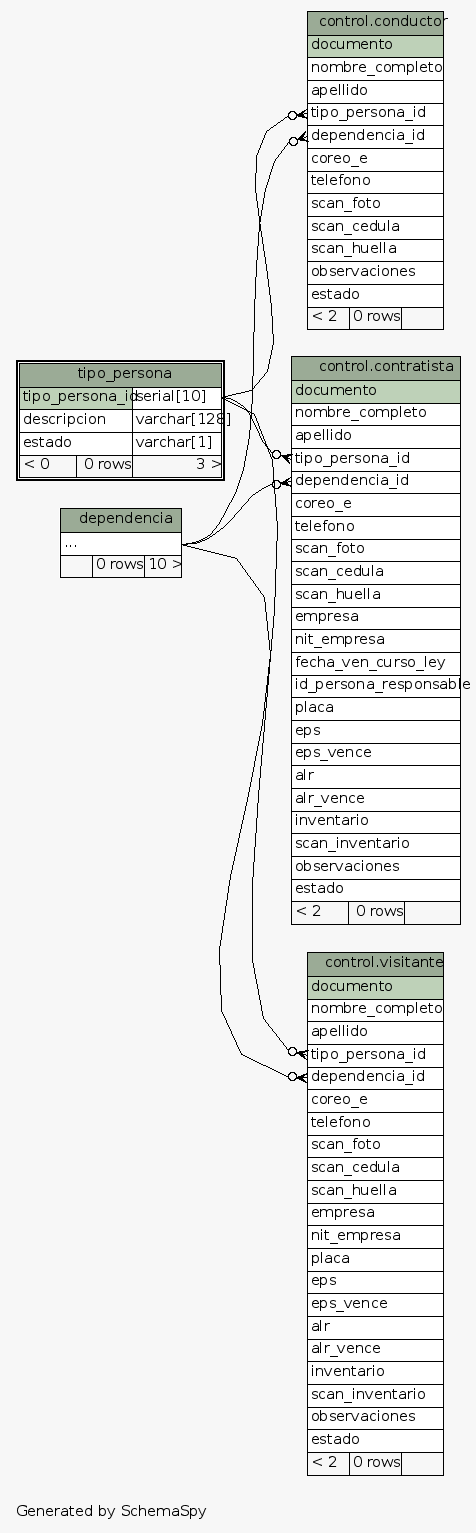 control.conductor
documento
nombre_completo
apellido
tipo_persona_id
dependencia_id
coreo_e
telefono
scan_foto
scan_cedula
scan_huella
observaciones
estado
< 2 0 rows
tipo_persona
tipo_persona_id serial[10]
descripcion varchar[128]
estado varchar[1]
< 0 0 rows 3 >
dependencia
...
0 rows 10 >
control.contratista
documento
nombre_completo
apellido
tipo_persona_id
dependencia_id
coreo_e
telefono
scan_foto
scan_cedula
scan_huella
empresa
nit_empresa
fecha_ven_curso_ley
id_persona_responsable
placa
eps
eps_vence
alr
alr_vence
inventario
scan_inventario
observaciones
estado
< 2 0 rows
control.visitante
documento
nombre_completo
apellido
tipo_persona_id
dependencia_id
coreo_e
telefono
scan_foto
scan_cedula
scan_huella
empresa
nit_empresa
placa
eps
eps_vence
alr
alr_vence
inventario
scan_inventario
observaciones
estado
< 2 0 rows
Generated by SchemaSpy